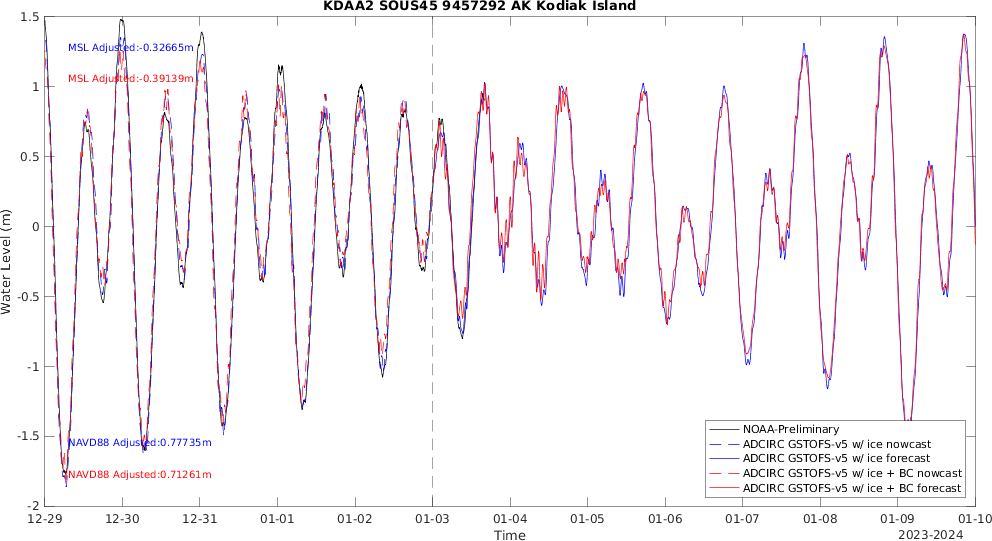 KDAA2 SOUS45 9457292 AK Kodiak Island
MSL Adjusted:-0.32665m
MSL Adjusted:-0.39139m
NAVD88 Adjusted:0.77735m
NAVD88 Adjusted:0.71261m
Water Level (m)
1.5
1
0.5
0
-0.5
-1
-1.5
-2
12-29 12-30 12-31 01-01 01-02 01-03 01-04 01-05 01-06 01-07 01-08 01-09 01-10
Time
2023-2024
NOAA-Preliminary
ADCIRC GSTOFS-v5 w/ ice nowcast
ADCIRC GSTOFS-v5 w/ ice forecast
ADCIRC GSTOFS-v5 w/ ice + BC nowcast
ADCIRC GSTOFS-v5 w/ ice + BC forecast